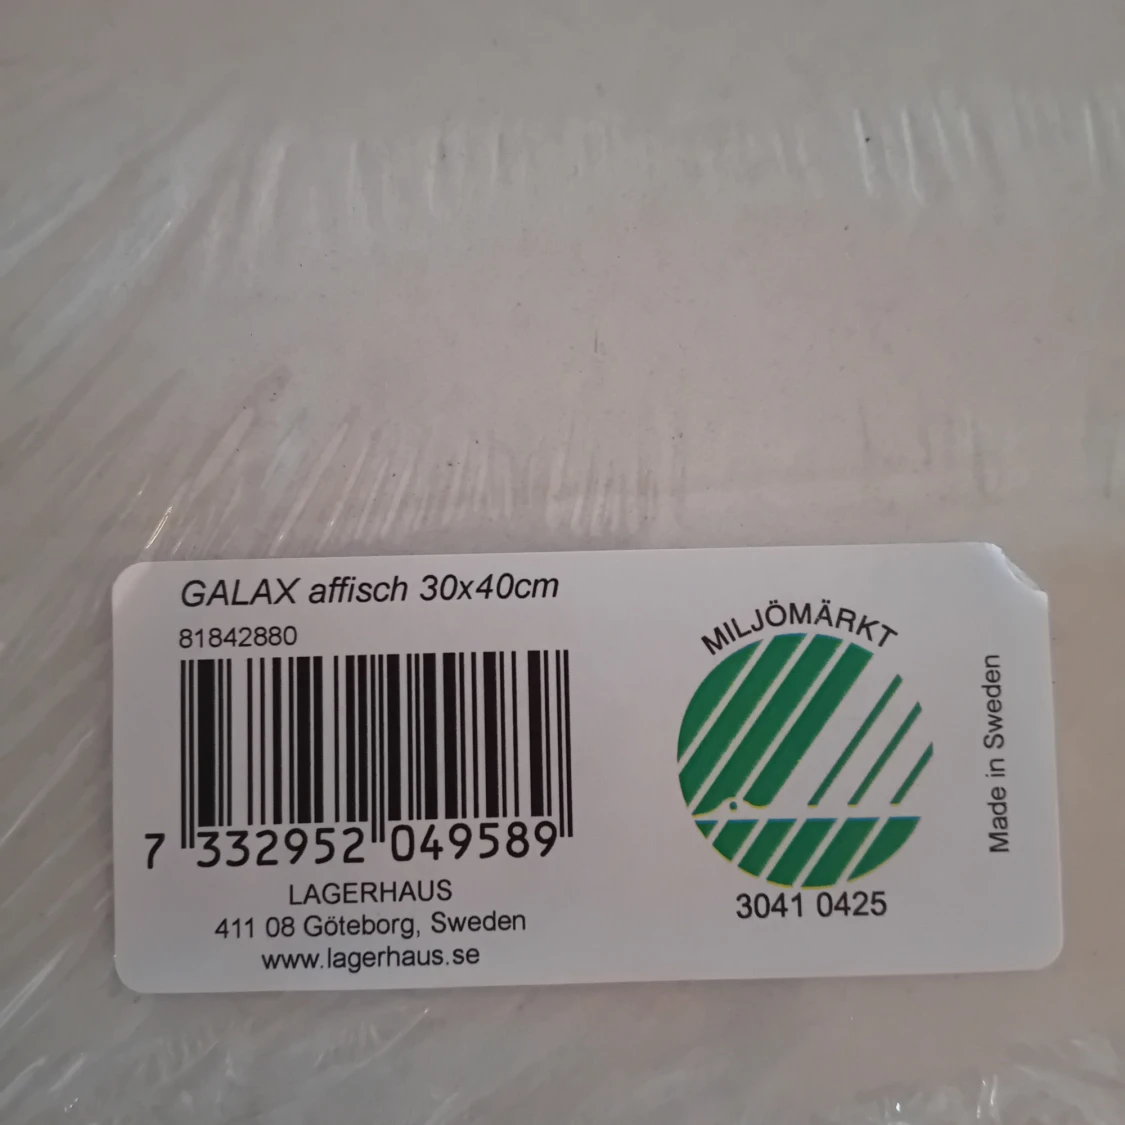 GALAX affisch 30x40cm
81842880
7 332952 049589
LAGERHAUS
411 08 Göteborg, Sweden
www.lagerhaus.se
MILJÖMÄRKT
3041 0425
Made in Sweden